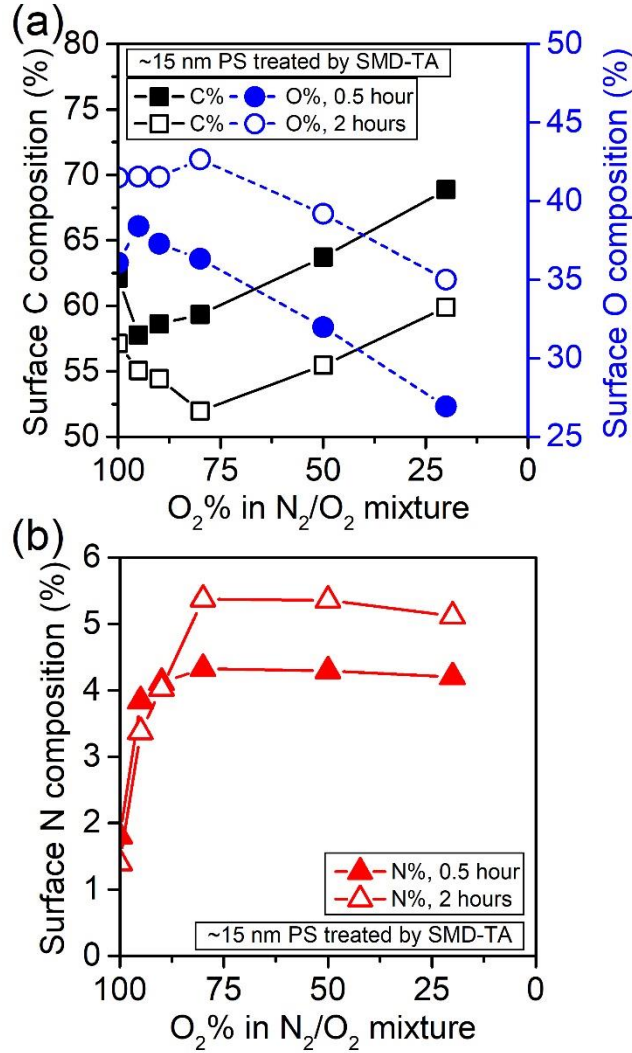 (a)
80
75
70
65
60
55
50
Surface C composition (%)
~15 nm PS treated by SMD-TA
C% O%, 0.5 hour
C% O%, 2 hours
50
45
40
35
30
25
Surface O composition (%)
100 75 50 25 0
O₂% in N₂/O₂ mixture
(b)
6
5
4
3
2
1
0
Surface N composition (%)
N%, 0.5 hour
N%, 2 hours
~15 nm PS treated by SMD-TA
100 75 50 25 0
O₂% in N₂/O₂ mixture